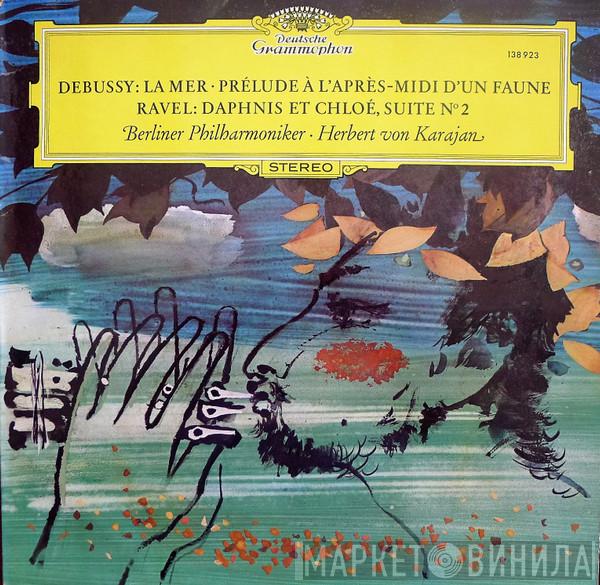 Deutsche
Grammophon
138 923
DEBUSSY: LA MER · PRÉLUDE À L'APRÈS-MIDI D'UN FAUNE
RAVEL: DAPHNIS ET CHLOÉ, SUITE Nº 2
Berliner Philharmoniker · Herbert von Karajan
STEREO
МАРКЕТ ВИНИЛА